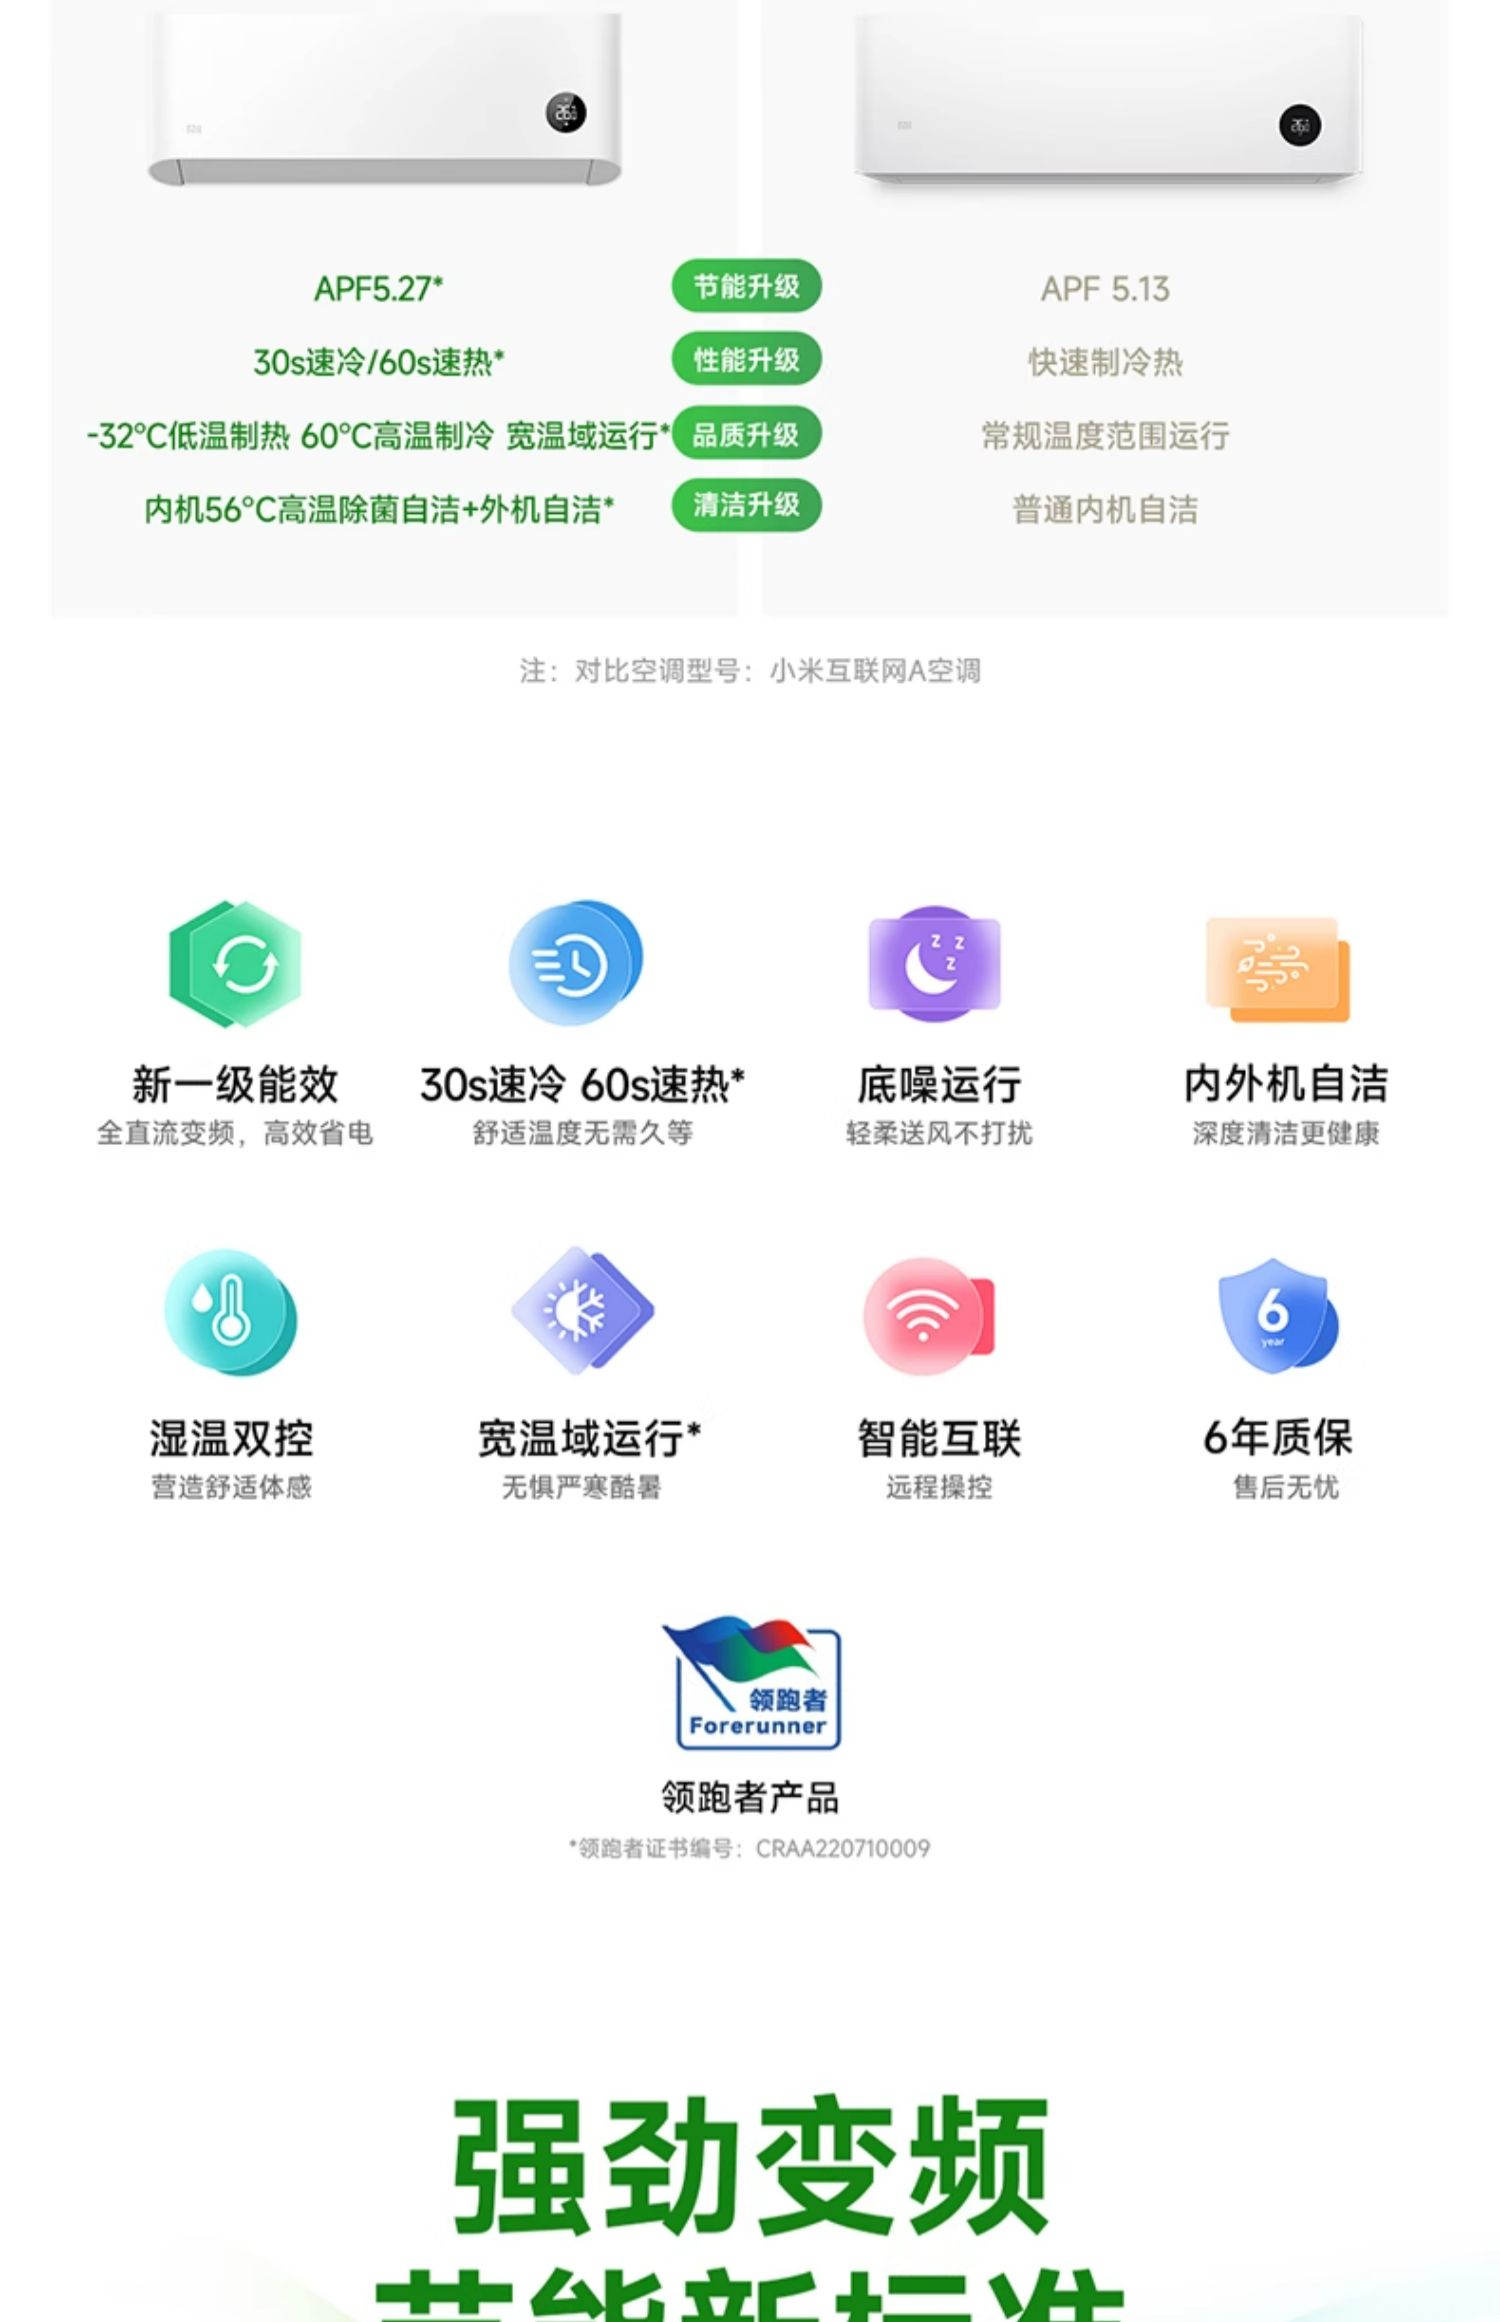 APF5.27* 节能升级 APF 5.13
30s速冷/60s速热* 性能升级 快速制冷热
-32°C低温制热 60°C高温制冷 宽温域运行* 品质升级 常规温度范围运行
内机56°C高温除菌自洁+外机自洁* 清洁升级 普通内机自洁
注：对比空调型号：小米互联网A空调
新一级能效
全直流变频，高效省电
30s速冷 60s速热*
舒适温度无需久等
底噪运行
轻柔送风不打扰
内外机自洁
深度清洁更健康
6
year
湿温双控
营造舒适体感
宽温域运行*
无惧严寒酷暑
智能互联
远程操控
6年质保
售后无忧
领跑者
Forerunner
领跑者产品
*领跑者证书编号：CRAA220710009
强劲变频
节能新标准